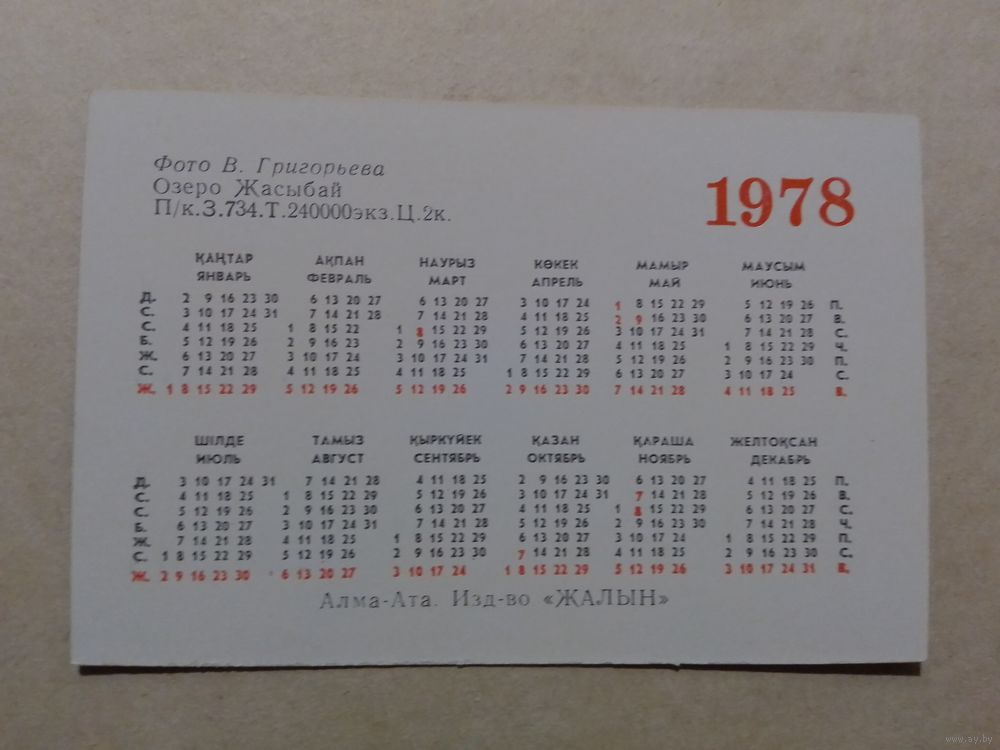 Фото В. Григорьева
Озеро Жасыбай
П/к.З.734.Т.240000экз.Ц.2к.
1978
ҚАҢТАР АҚПАН НАУРЫЗ КӨКЕК МАМЫР МАУСЫМ
ЯНВАРЬ ФЕВРАЛЬ МАРТ АПРЕЛЬ МАЙ ИЮНЬ
Д. 2 9 16 23 30 6 13 20 27 6 13 20 27 3 10 17 24 1 8 15 22 29 5 12 19 26 П.
С. 3 10 17 24 31 7 14 21 28 7 14 21 28 4 11 18 25 2 9 16 23 30 6 13 20 27 В.
С. 4 11 18 25 1 8 15 22 1 8 15 22 29 5 12 19 26 3 10 17 24 31 7 14 21 28 С.
Б. 5 12 19 26 2 9 16 23 2 9 16 23 30 6 13 20 27 4 11 18 25 1 8 15 22 29 Ч.
Ж. 6 13 20 27 3 10 17 24 3 10 17 24 31 7 14 21 28 5 12 19 26 2 9 16 23 30 П.
С. 7 14 21 28 4 11 18 25 4 11 18 25 1 8 15 22 29 6 13 20 27 3 10 17 24 С.
Ж. 1 8 15 22 29 5 12 19 26 5 12 19 26 2 9 16 23 30 7 14 21 28 4 11 18 25 В.
ШІЛДЕ ТАМЫЗ ҚЫРКҮЙЕК ҚАЗАН ҚАРАША ЖЕЛТОҚСАН
ИЮЛЬ АВГУСТ СЕНТЯБРЬ ОКТЯБРЬ НОЯБРЬ ДЕКАБРЬ
Д. 3 10 17 24 31 7 14 21 28 4 11 18 25 2 9 16 23 30 6 13 20 27 4 11 18 25 П.
С. 4 11 18 25 1 8 15 22 29 5 12 19 26 3 10 17 24 31 7 14 21 28 5 12 19 26 В.
С. 5 12 19 26 2 9 16 23 30 6 13 20 27 4 11 18 25 1 8 15 22 29 6 13 20 27 С.
Б. 6 13 20 27 3 10 17 24 31 7 14 21 28 5 12 19 26 2 9 16 23 30 7 14 21 28 Ч.
Ж. 7 14 21 28 4 11 18 25 1 8 15 22 29 6 13 20 27 3 10 17 24 1 8 15 22 29 П.
С. 1 8 15 22 29 5 12 19 26 2 9 16 23 30 7 14 21 28 4 11 18 25 2 9 16 23 30 С.
Ж. 2 9 16 23 30 6 13 20 27 3 10 17 24 1 8 15 22 29 5 12 19 26 3 10 17 24 31 В.
Алма-Ата. Изд-во «ЖАЛЫН»
www.ay.by